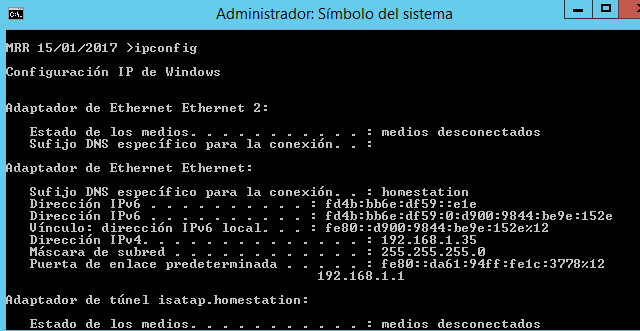 Administrador: Símbolo del sistema
MRR 15/01/2017 >ipconfig
Configuración IP de Windows
Adaptador de Ethernet Ethernet 2:
Estado de los medios. . . . . . . . . . . : medios desconectados
Sufijo DNS específico para la conexión. . :
Adaptador de Ethernet Ethernet:
Sufijo DNS específico para la conexión. . : homestation
Dirección IPv6 . . . . . . . . . . : fd4b:bb6e:df59::e1e
Dirección IPv6 . . . . . . . . . . : fd4b:bb6e:df59:0:d900:9844:be9e:152e
Vínculo: dirección IPv6 local. . . : fe80::d900:9844:be9e:152e%12
Dirección IPv4. . . . . . . . . . . . . . : 192.168.1.35
Máscara de subred . . . . . . . . . . . . : 255.255.255.0
Puerta de enlace predeterminada . . . . . : fe80::da61:94ff:fe1c:3778%12
192.168.1.1
Adaptador de túnel isatap.homestation:
Estado de los medios. . . . . . . . . . . : medios desconectados